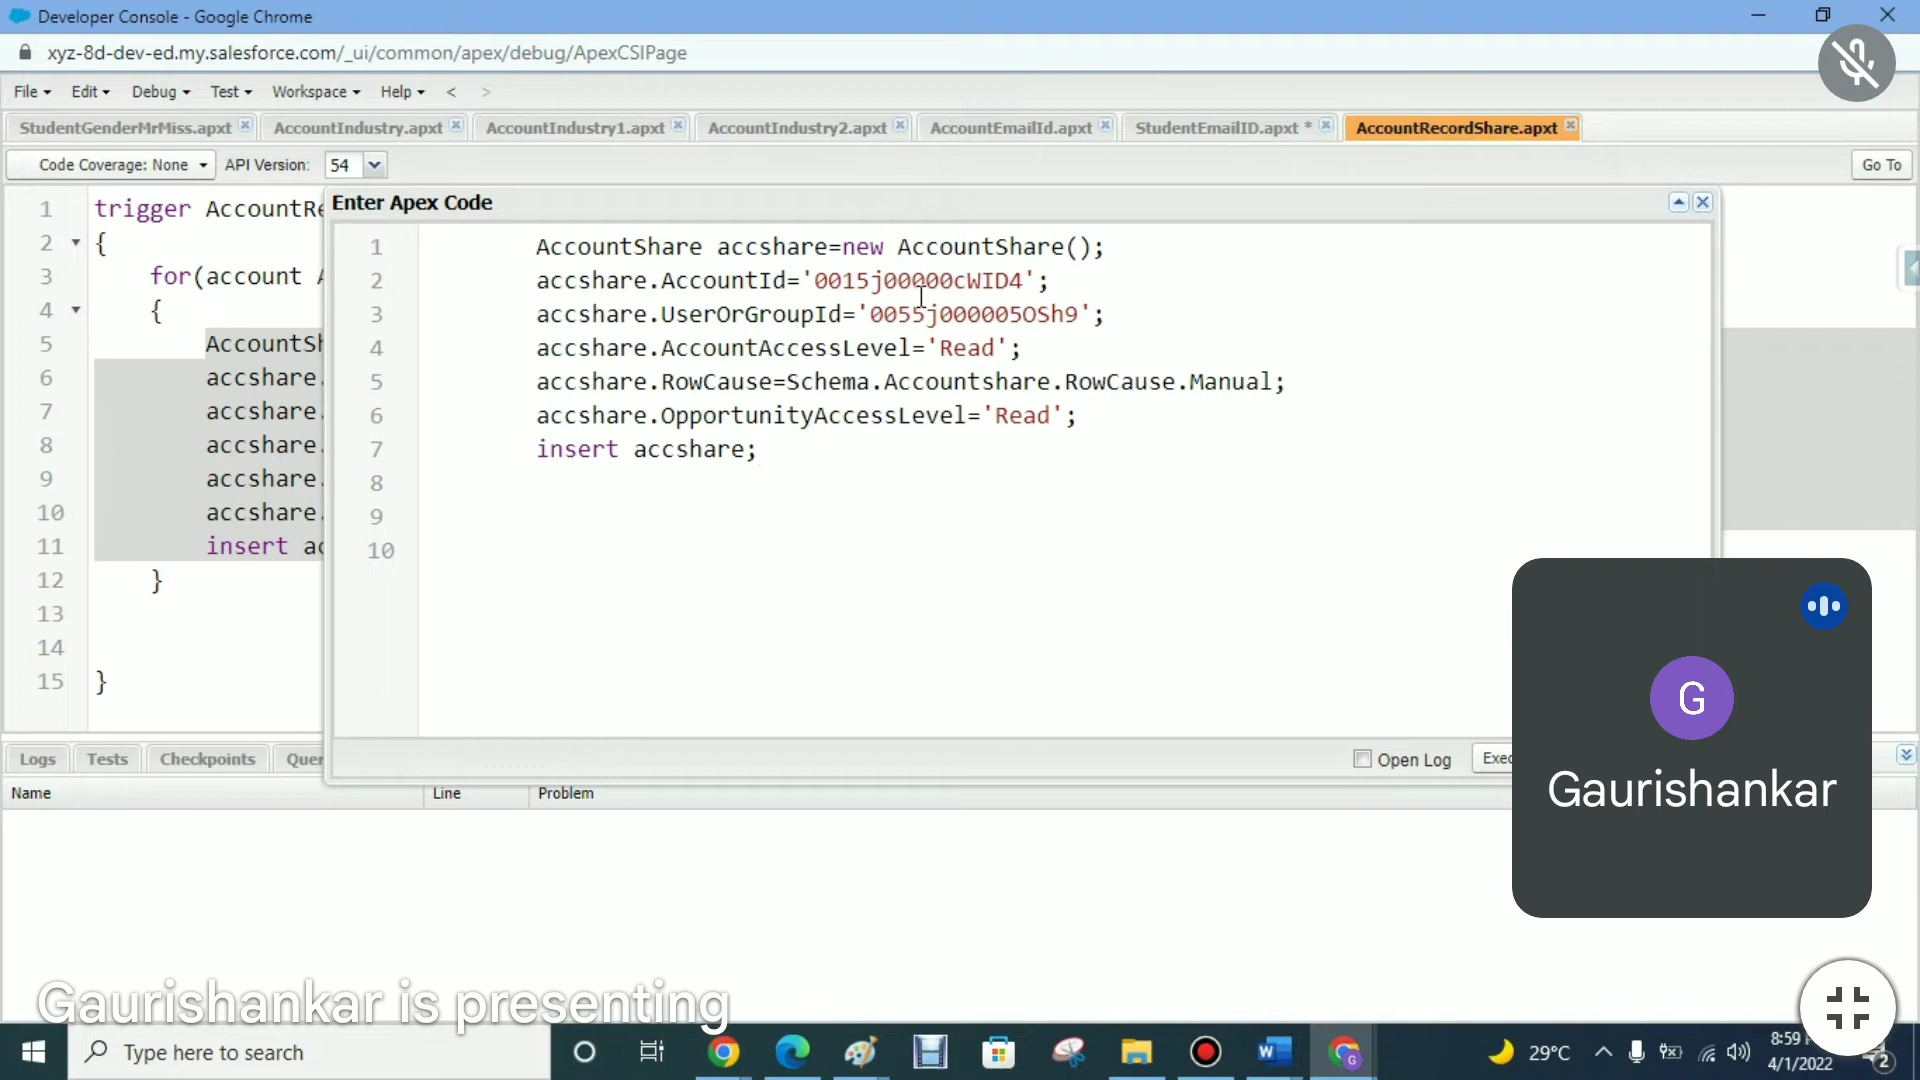 Developer Console - Google Chrome
xyz-8d-dev-ed.my.salesforce.com/_ui/common/apex/debug/ApexCSIPage
File Edit Debug Test Workspace Help < >
StudentGenderMrMiss.apxt AccountIndustry.apxt AccountIndustry1.apxt AccountIndustry2.apxt AccountEmailId.apxt StudentEmailID.apxt * AccountRecordShare.apxt
Code Coverage: None API Version: 54 Go To
1 trigger AccountRe
2 {
3 for(account A
4 {
5 AccountSh
6 accshare.
7 accshare.
8 accshare.
9 accshare.
10 accshare.
11 insert ac
12 }
13
14
15 }
Enter Apex Code
1 AccountShare accshare=new AccountShare();
2 accshare.AccountId='0015j00000cWID4';
3 accshare.UserOrGroupId='0055j000005OSh9';
4 accshare.AccountAccessLevel='Read';
5 accshare.RowCause=Schema.Accountshare.RowCause.Manual;
6 accshare.OpportunityAccessLevel='Read';
7 insert accshare;
8
9
10
Open Log Exec
Logs Tests Checkpoints Quer
Name Line Problem
G
Gaurishankar
Gaurishankar is presenting
Type here to search
29°C
8:59
4/1/2022
2